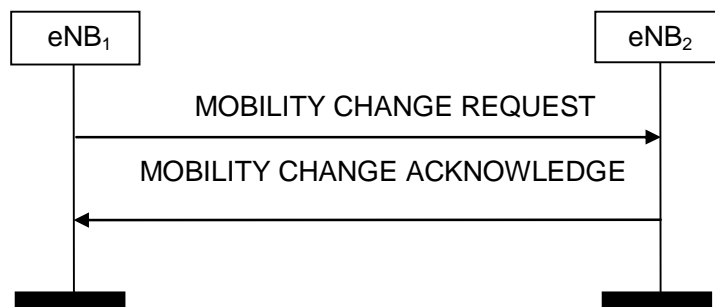 eNB₁ eNB₂
MOBILITY CHANGE REQUEST
MOBILITY CHANGE ACKNOWLEDGE